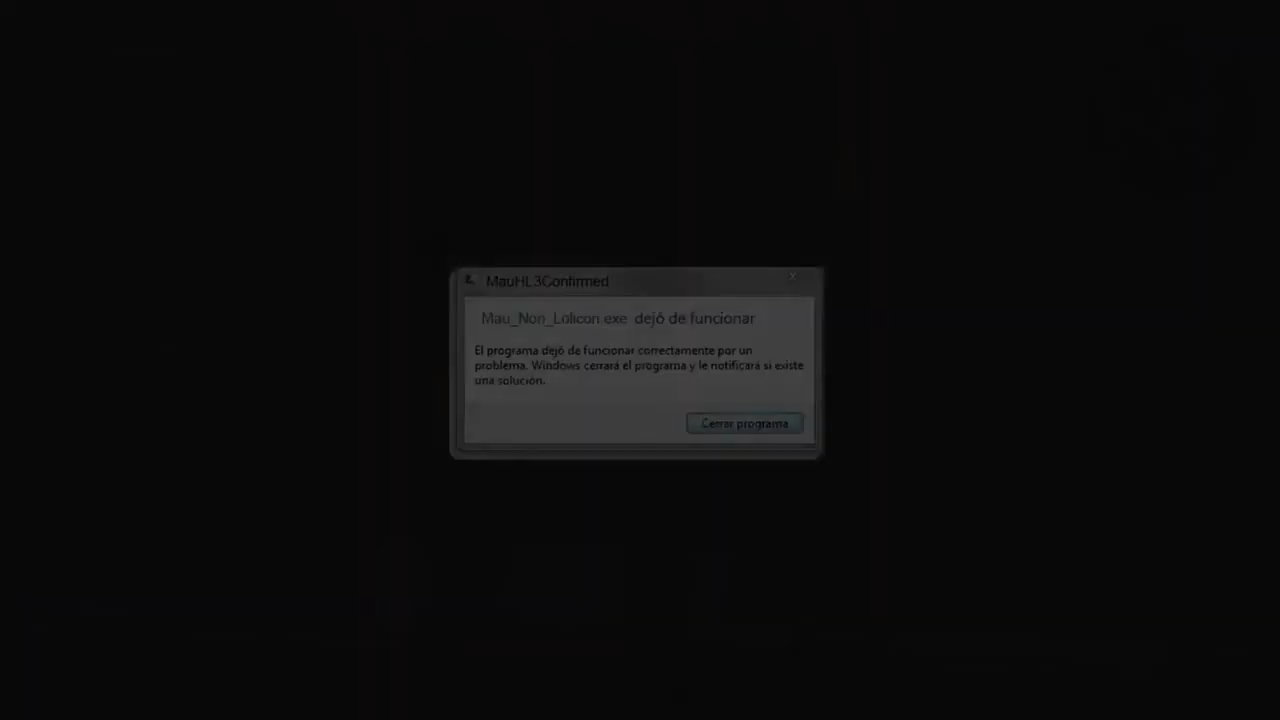 MauHL3Confirmed
Mau_Non_Lolicon.exe dejó de funcionar
El programa dejó de funcionar correctamente por un
problema. Windows cerrará el programa y le notificará si existe
una solución.
Cerrar programa